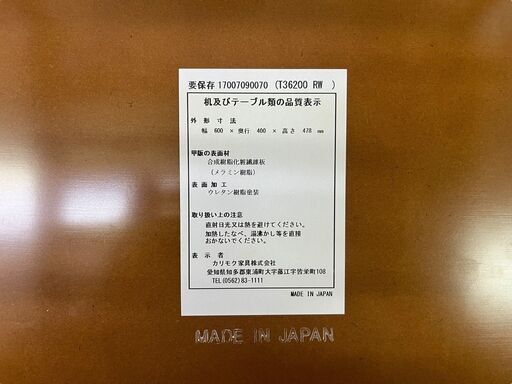 要保存 17007090070 (T36200 RW )
机及びテーブル類の品質表示
外 形 寸 法
幅 600 × 奥行 400 × 高さ 478 mm
甲版の表面材
合成樹脂化粧繊維板
(メラミン樹脂)
表面加工
ウレタン樹脂塗装
取り扱い上の注意
直射日光又は熱を避けてください。
加熱したなべ、湯沸かし等を直接
おかないでください。
表 示 者
カリモク家具株式会社
愛知県知多郡東浦町大字藤江字皆栄町108
TEL(0562)83-1111
MADE IN JAPAN
MADE IN JAPAN